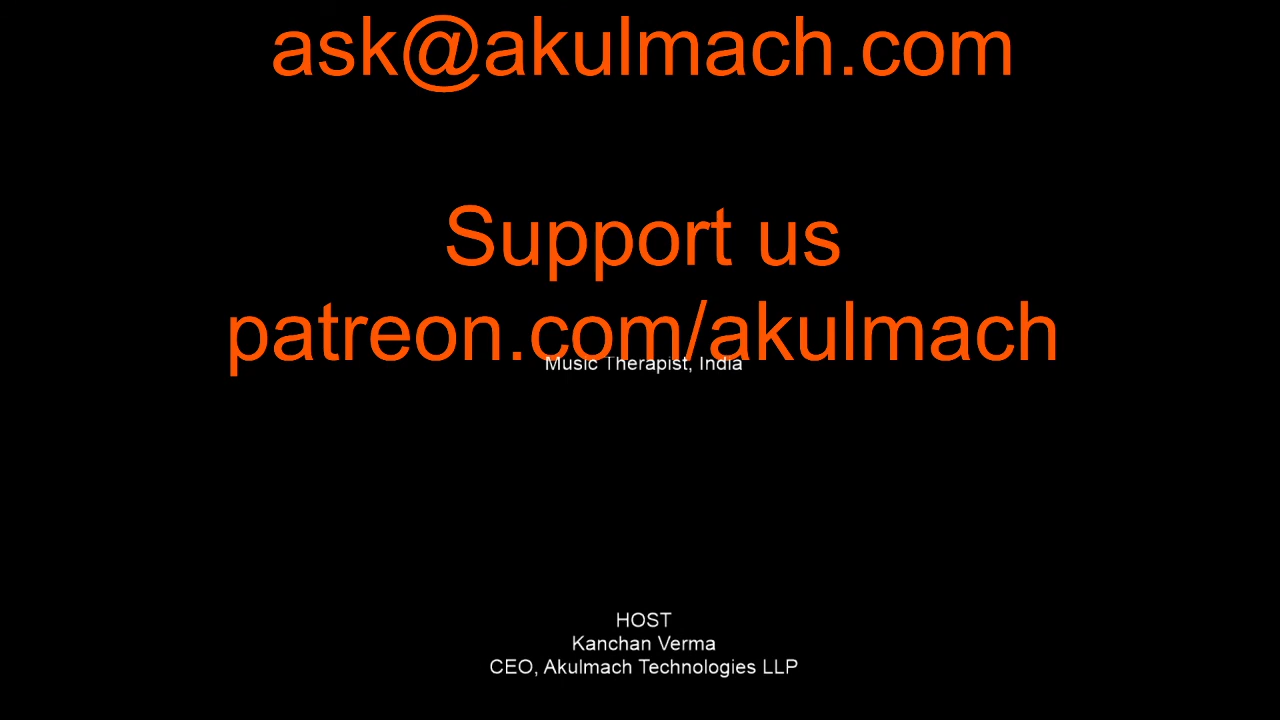 ask@akulmach.com
Support us
patreon.com/akulmach
Music Therapist, India
HOST
Kanchan Verma
CEO, Akulmach Technologies LLP